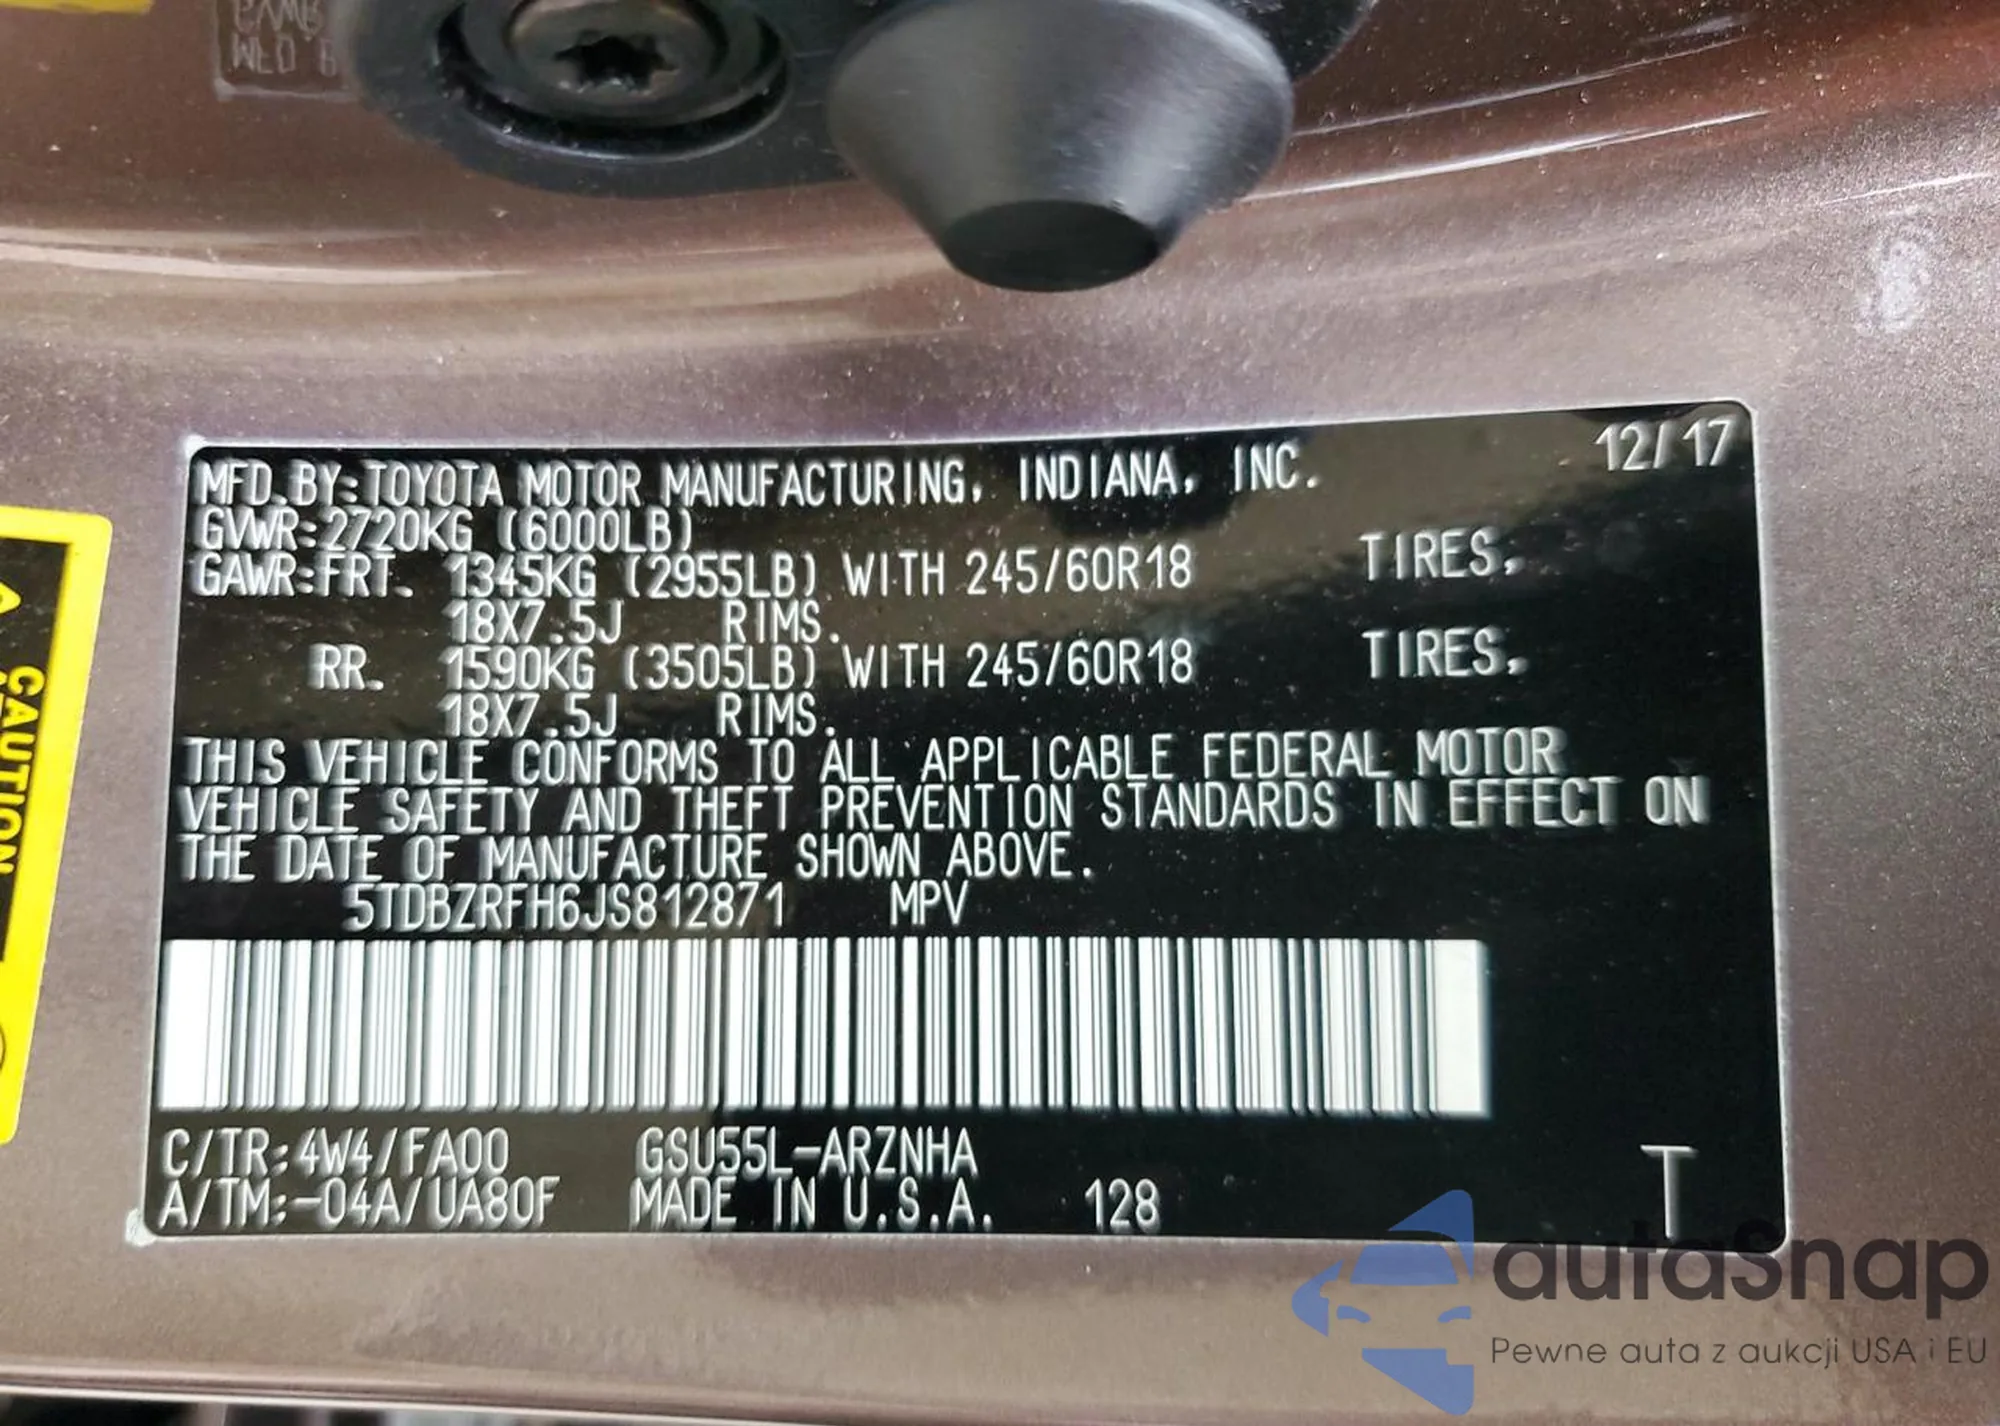 MFD.BY:TOYOTA MOTOR MANUFACTURING, INDIANA, INC. 12/17
GVWR:2720KG (6000LB)
GAWR:FRT. 1345KG (2955LB) WITH 245/60R18 TIRES,
18X7.5J RIMS.
RR. 1590KG (3505LB) WITH 245/60R18 TIRES,
18X7.5J RIMS.
THIS VEHICLE CONFORMS TO ALL APPLICABLE FEDERAL MOTOR
VEHICLE SAFETY AND THEFT PREVENTION STANDARDS IN EFFECT ON
THE DATE OF MANUFACTURE SHOWN ABOVE.
5TDBZRFH6JS812871 MPV
C/TR:4W4/FA00 GSU55L-ARZNHA
A/TM:-04A/UA80F MADE IN U.S.A. 128 T
CAUTION
autaSnap
Pewne auta z aukcji USA i EU